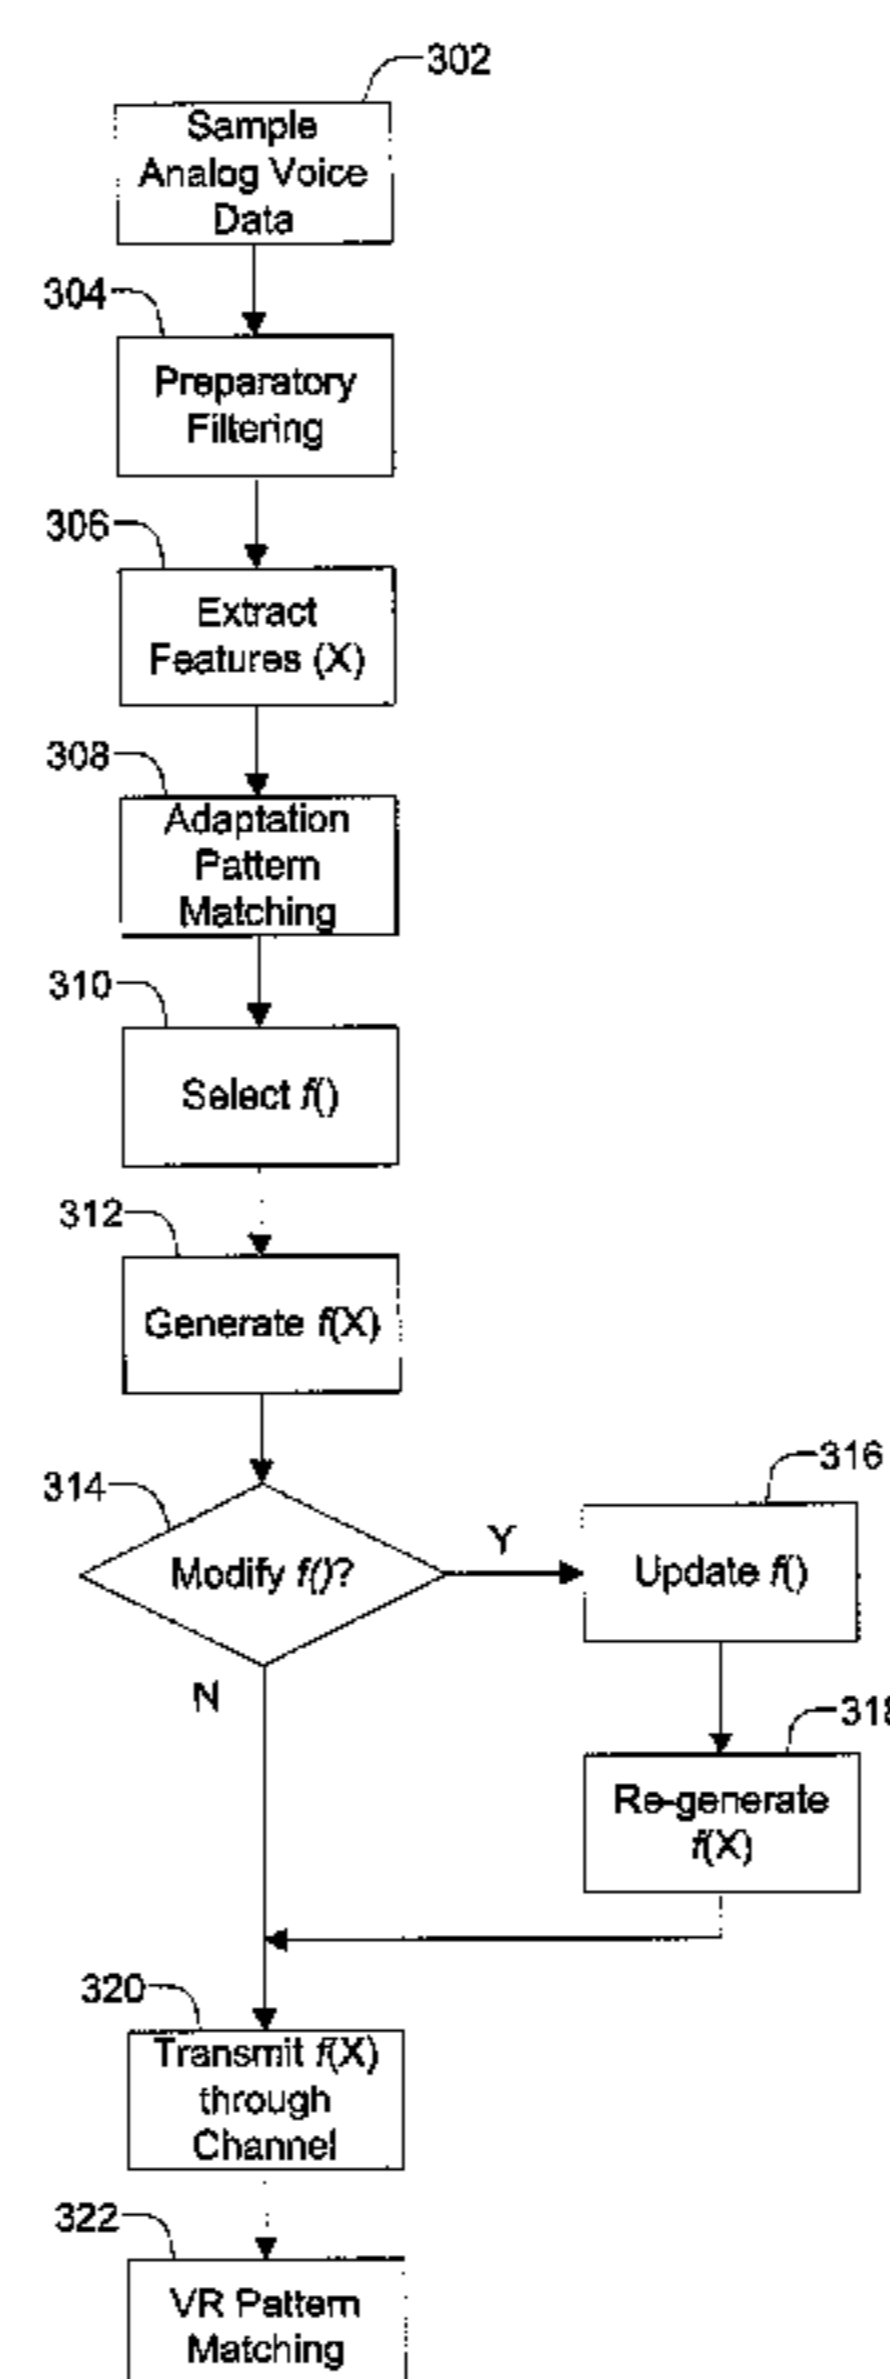 302
Sample
Analog Voice
Data
304
Preparatory
Filtering
306
Extract
Features (X)
308
Adaptation
Pattern
Matching
310
Select f()
312
Generate f(X)
314
Modify f()?
Y
316
Update f()
N
318
Re-generate
f(X)
320
Transmit f(X)
through
Channel
322
VR Pattern
Matching